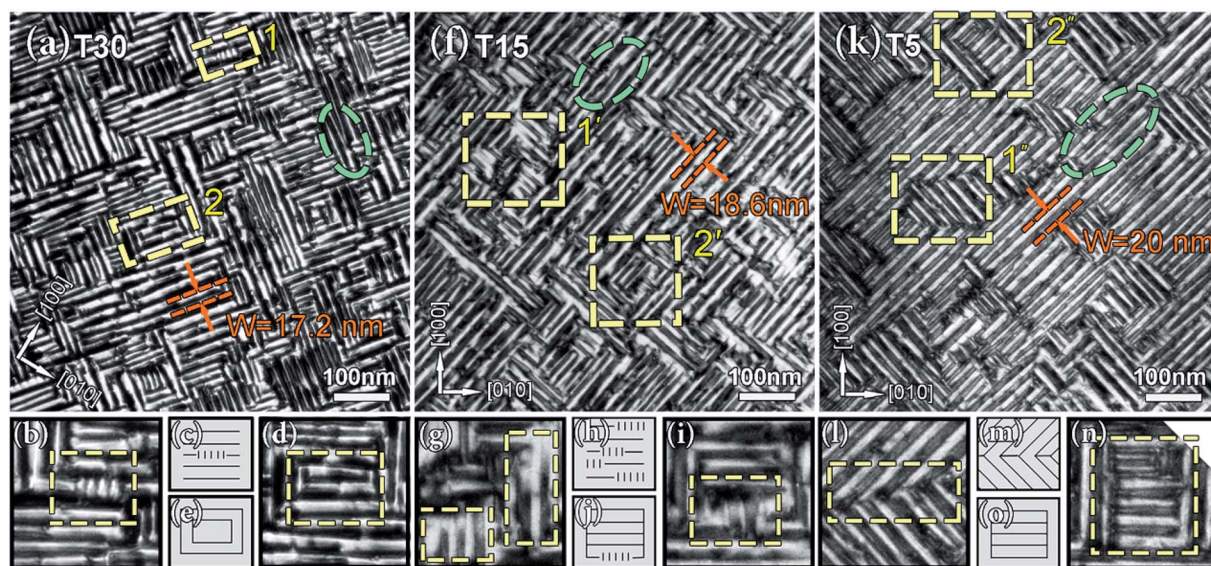 (a) T30
1
2
W=17.2 nm
[100]
[010]
100nm
(f) T15
1′
W=18.6nm
2′
[100]
[010]
100nm
(k) T5
2″
1″
W=20 nm
[100]
[010]
100nm
(b)
(c)
(d)
(e)
(g)
(h)
(i)
(j)
(l)
(m)
(n)
(o)